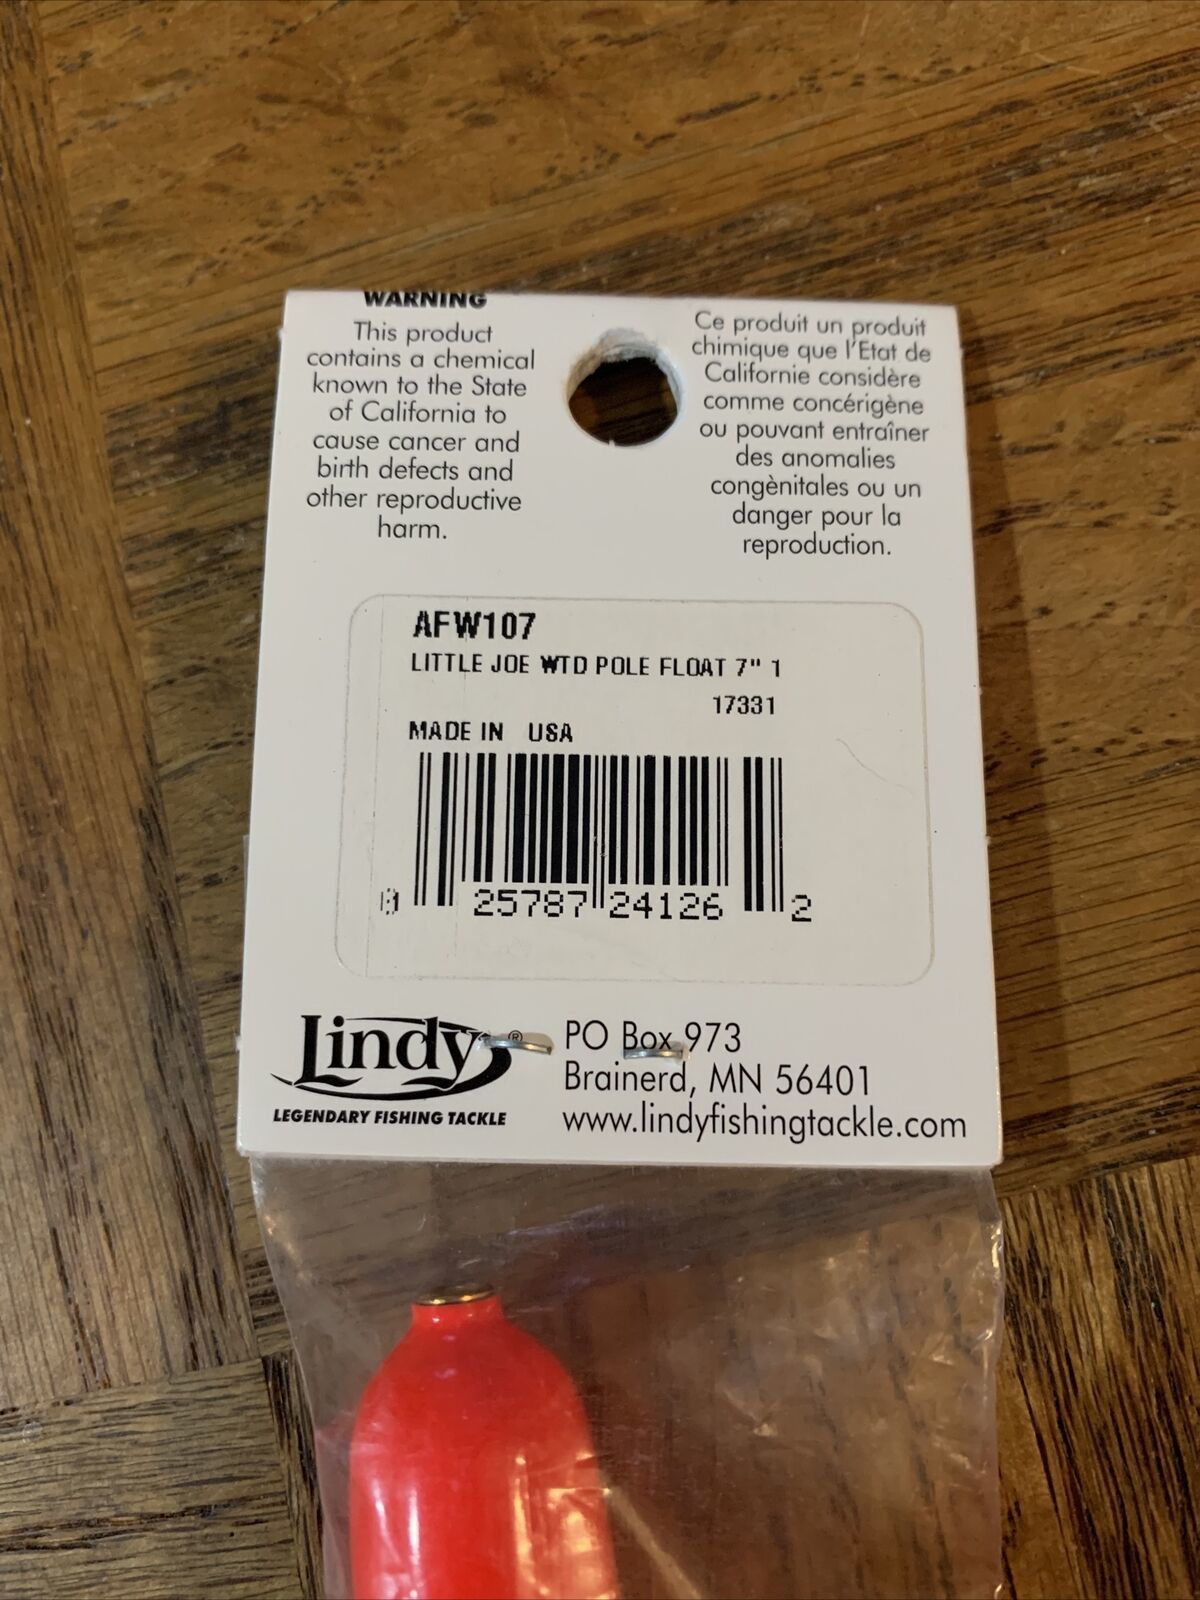 WARNING
This product
contains a chemical
known to the State
of California to
cause cancer and
birth defects and
other reproductive
harm.
Ce produit un produit
chimique que l'Etat de
Californie considère
comme concérigène
ou pouvant entraîner
des anomalies
congènitales ou un
danger pour la
reproduction.
AFW107
LITTLE JOE WTD POLE FLOAT 7" 1
17331
MADE IN USA
25787 24126 2
Lindy®
LEGENDARY FISHING TACKLE
PO Box 973
Brainerd, MN 56401
www.lindyfishingtackle.com